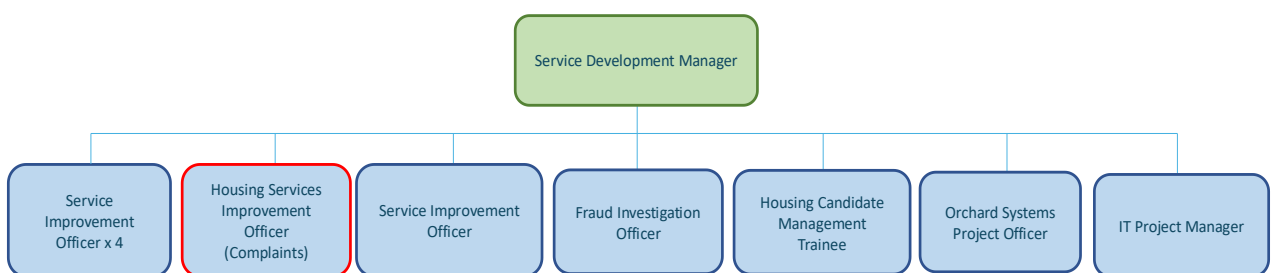 Service Development Manager
Service
Improvement
Officer x 4
Housing Services
Improvement
Officer
(Complaints)
Service Improvement
Officer
Fraud Investigation
Officer
Housing Candidate
Management
Trainee
Orchard Systems
Project Officer
IT Project Manager